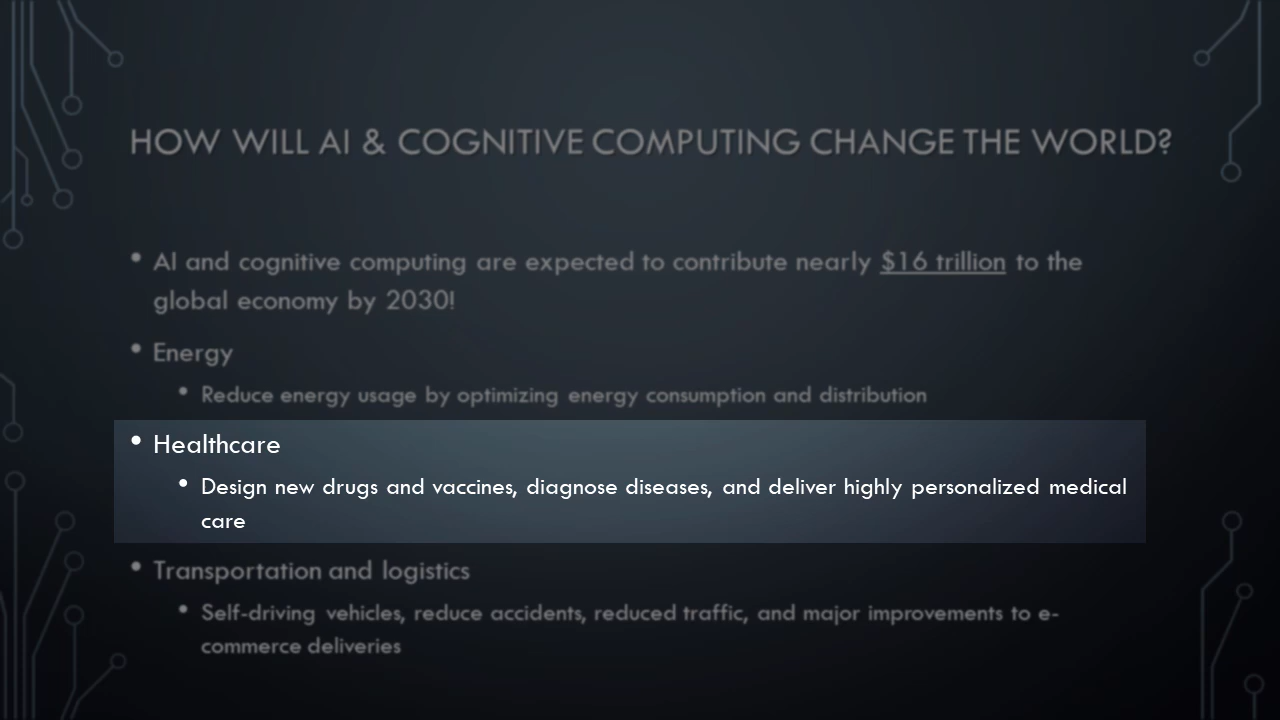 HOW WILL AI & COGNITIVE COMPUTING CHANGE THE WORLD?
• AI and cognitive computing are expected to contribute nearly $16 trillion to the
global economy by 2030!
• Energy
• Reduce energy usage by optimizing energy consumption and distribution
• Healthcare
• Design new drugs and vaccines, diagnose diseases, and deliver highly personalized medical
care
• Transportation and logistics
• Self-driving vehicles, reduce accidents, reduced traffic, and major improvements to e-
commerce deliveries